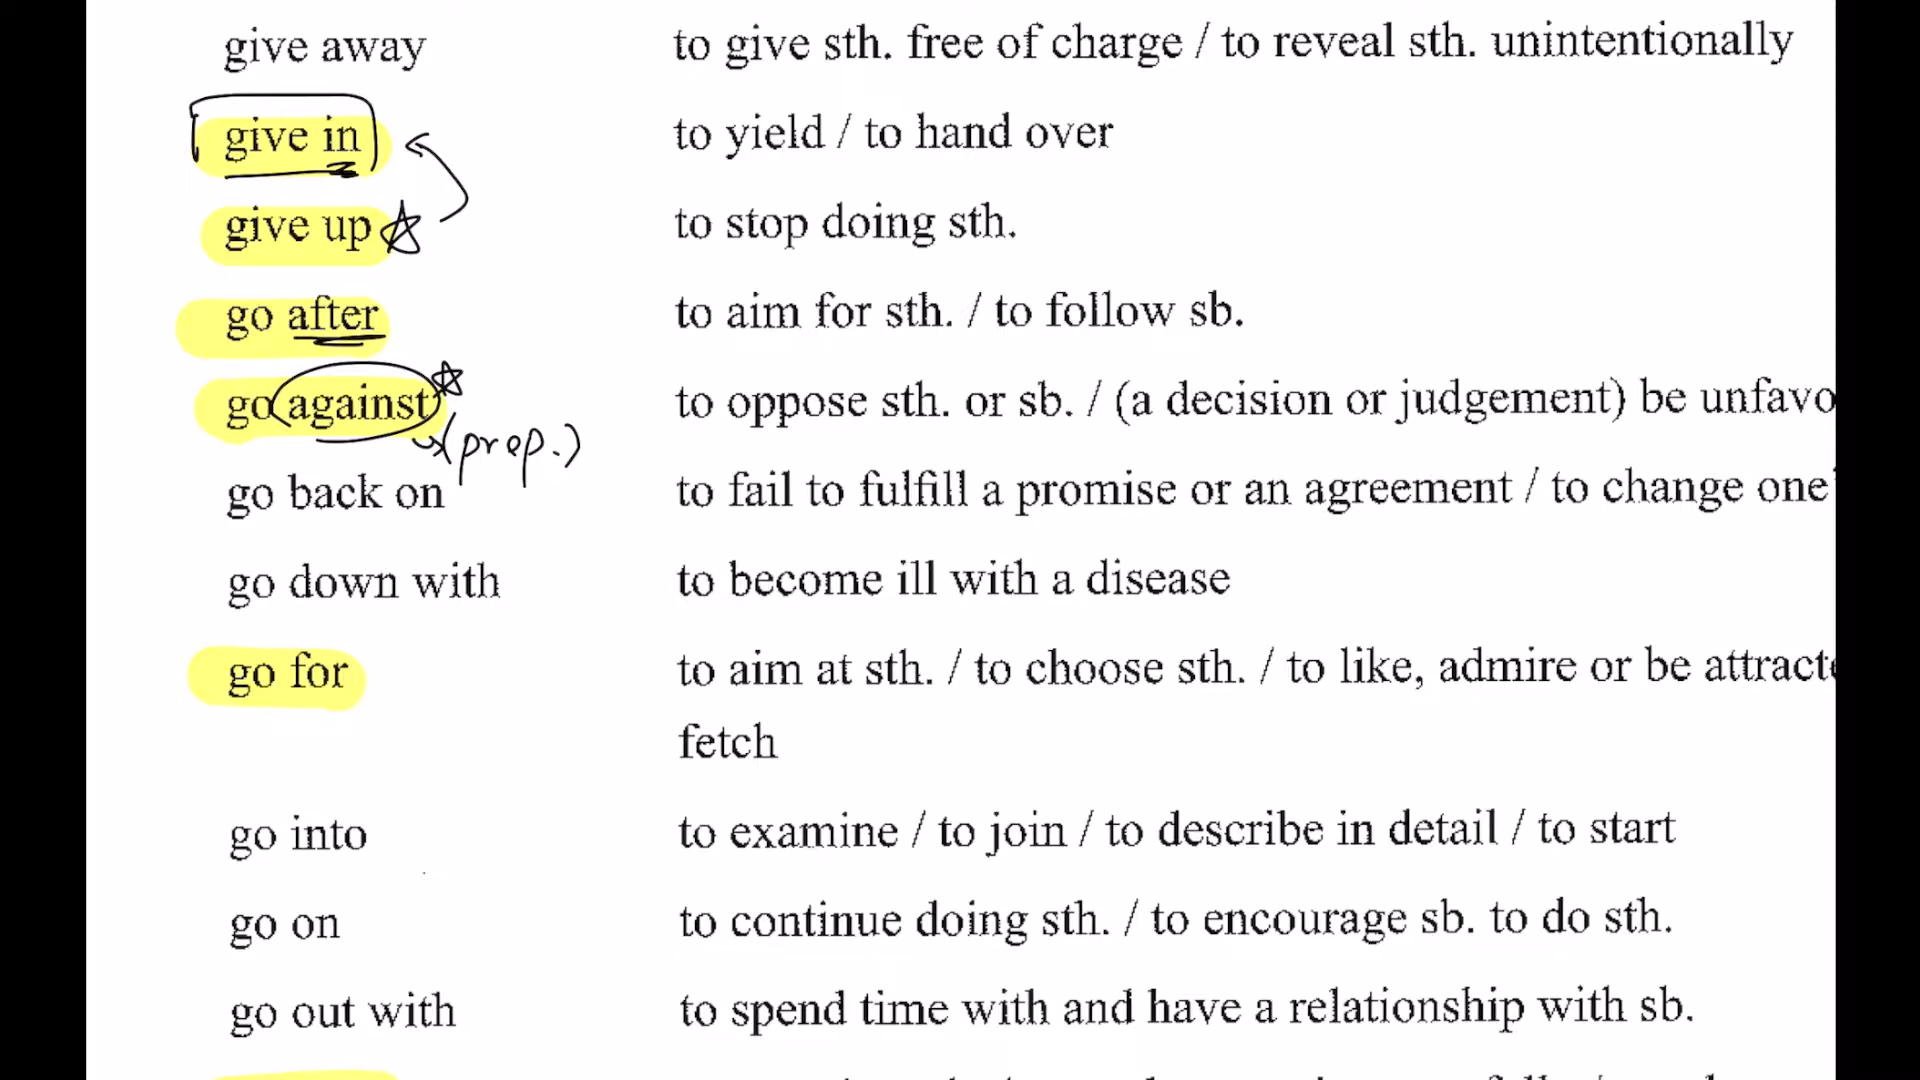 give away to give sth. free of charge / to reveal sth. unintentionally
give in to yield / to hand over
give up to stop doing sth.
go after to aim for sth. / to follow sb.
go against to oppose sth. or sb. / (a decision or judgement) be unfavo
(prep.)
go back on to fail to fulfill a promise or an agreement / to change one'
go down with to become ill with a disease
go for to aim at sth. / to choose sth. / to like, admire or be attracte
fetch
go into to examine / to join / to describe in detail / to start
go on to continue doing sth. / to encourage sb. to do sth.
go out with to spend time with and have a relationship with sb.